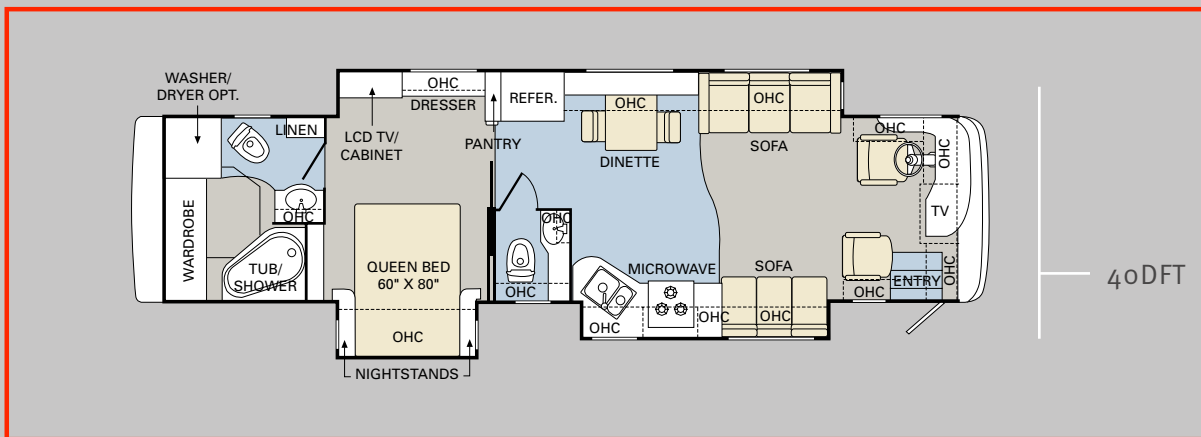 WASHER/
DRYER OPT.
LINEN
LCD TV/
CABINET
OHC
DRESSER
PANTRY
REFER.
OHC
DINETTE
OHC
SOFA
OHC
OHC
TV
WARDROBE
OHC
TUB/
SHOWER
QUEEN BED
60" X 80"
OHC
NIGHTSTANDS
OHC
OHC
MICROWAVE
OHC
OHC
SOFA
OHC
OHC
ENTRY
OHC
40DFT